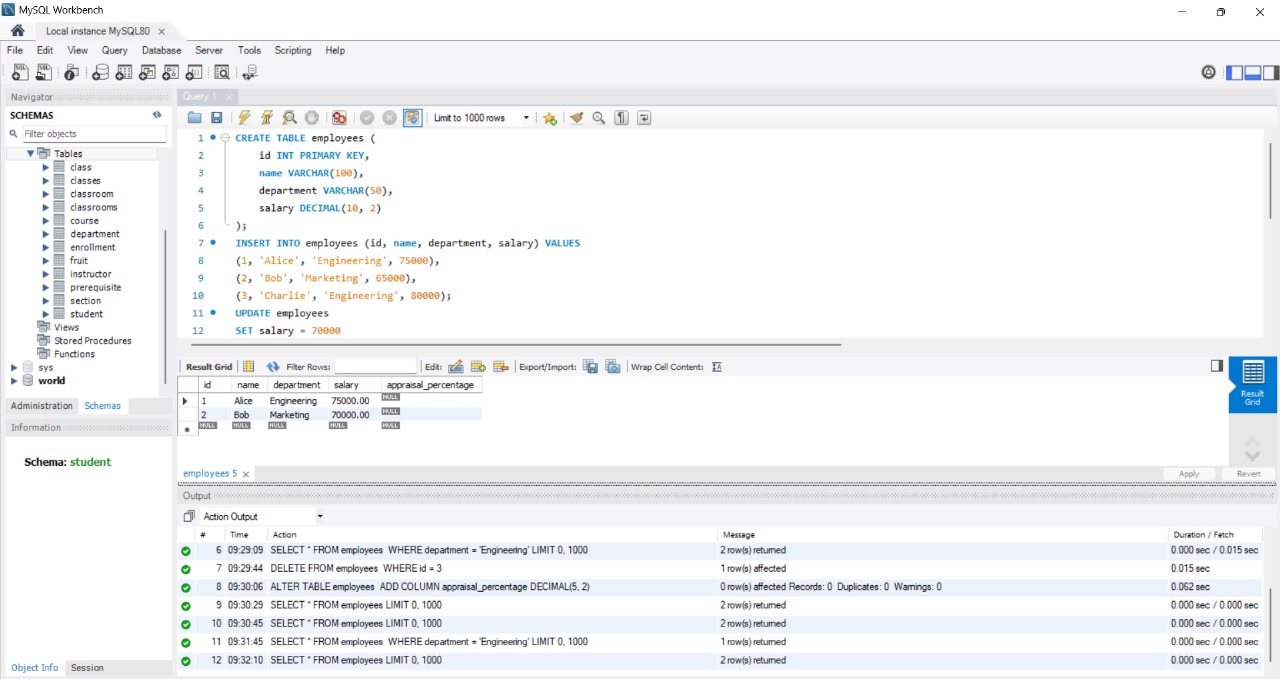 MySQL Workbench
Local instance MySQL80
File Edit View Query Database Server Tools Scripting Help
Navigator
SCHEMAS
Filter objects
Tables
class
classes
classroom
classrooms
course
department
enrollment
fruit
instructor
prerequisite
section
student
Views
Stored Procedures
Functions
sys
world
Administration Schemas
Information
Schema: student
Object Info Session
Query 1
Limit to 1000 rows
1 CREATE TABLE employees (
2 id INT PRIMARY KEY,
3 name VARCHAR(100),
4 department VARCHAR(50),
5 salary DECIMAL(10, 2)
6 );
7 INSERT INTO employees (id, name, department, salary) VALUES
8 (1, 'Alice', 'Engineering', 75000),
9 (2, 'Bob', 'Marketing', 65000),
10 (3, 'Charlie', 'Engineering', 80000);
11 UPDATE employees
12 SET salary = 70000
Result Grid Filter Rows: Edit: Export/Import: Wrap Cell Content:
id name department salary appraisal_percentage
1 Alice Engineering 75000.00 NULL
2 Bob Marketing 70000.00 NULL
NULL NULL NULL NULL NULL
Result
Grid
employees 5
Apply Revert
Output
Action Output
# Time Action Message Duration / Fetch
6 09:29:09 SELECT * FROM employees WHERE department = 'Engineering' LIMIT 0, 1000 2 row(s) returned 0.000 sec / 0.015 sec
7 09:29:44 DELETE FROM employees WHERE id = 3 1 row(s) affected 0.015 sec
8 09:30:06 ALTER TABLE employees ADD COLUMN appraisal_percentage DECIMAL(5, 2) 0 row(s) affected Records: 0 Duplicates: 0 Warnings: 0 0.062 sec
9 09:30:29 SELECT * FROM employees LIMIT 0, 1000 2 row(s) returned 0.000 sec / 0.000 sec
10 09:30:45 SELECT * FROM employees LIMIT 0, 1000 2 row(s) returned 0.000 sec / 0.000 sec
11 09:31:45 SELECT * FROM employees WHERE department = 'Engineering' LIMIT 0, 1000 1 row(s) returned 0.000 sec / 0.000 sec
12 09:32:10 SELECT * FROM employees LIMIT 0, 1000 2 row(s) returned 0.000 sec / 0.000 sec